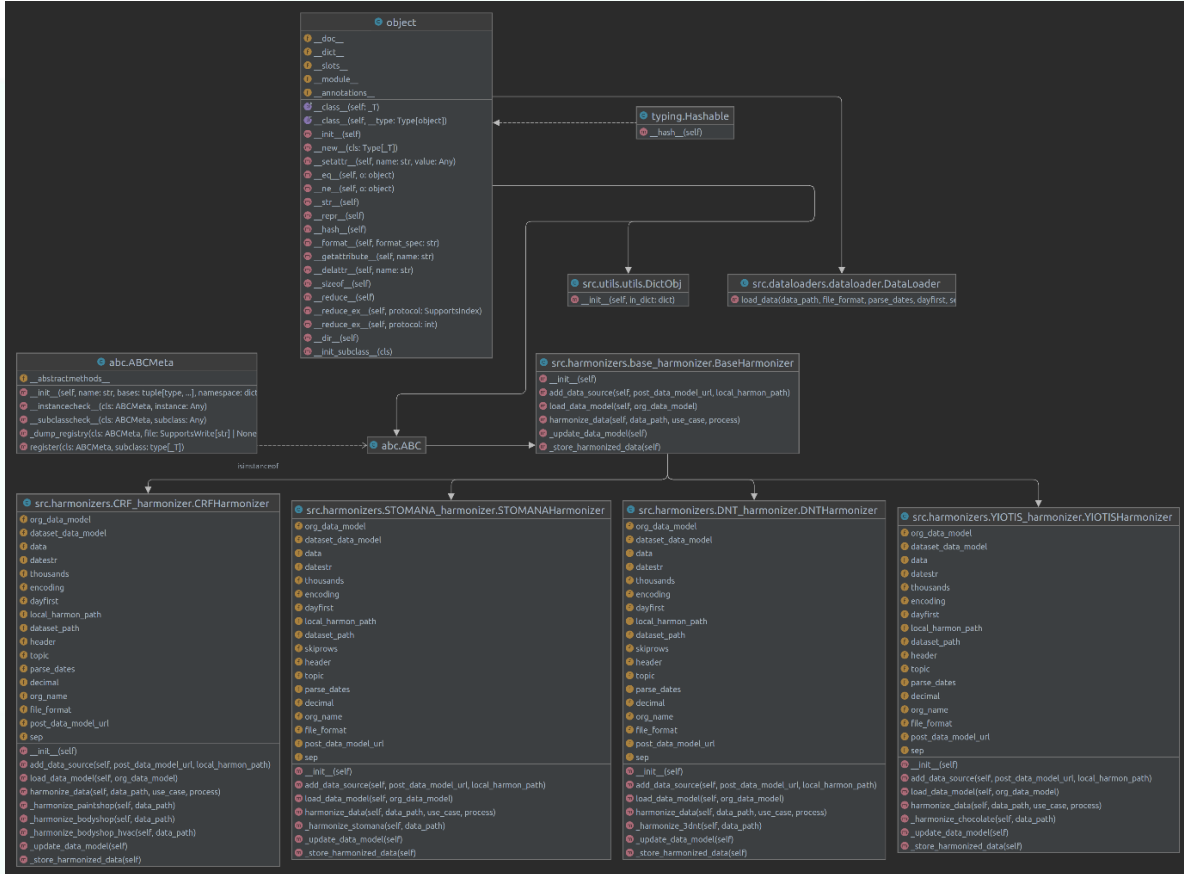 object
__doc__
__dict__
__slots__
__module__
__annotations__
__class__(self: _T)
__class__(self, __type: Type[object])
__init__(self)
__new__(cls: Type[_T])
__setattr__(self, name: str, value: Any)
__eq__(self, o: object)
__ne__(self, o: object)
__str__(self)
__repr__(self)
__hash__(self)
__format__(self, format_spec: str)
__getattribute__(self, name: str)
__delattr__(self, name: str)
__sizeof__(self)
__reduce__(self)
__reduce_ex__(self, protocol: SupportsIndex)
__reduce_ex__(self, protocol: int)
__dir__(self)
__init_subclass__(cls)
typing.Hashable
__hash__(self)
src.utils.utils.DictObj
__init__(self, in_dict: dict)
src.dataloaders.dataloader.DataLoader
load_data(data_path, file_format, parse_dates, dayfirst, s
abc.ABCMeta
__abstractmethods__
__init__(self, name: str, bases: tuple[type, ...], namespace: dict
__instancecheck__(cls: ABCMeta, instance: Any)
__subclasscheck__(cls: ABCMeta, subclass: Any)
_dump_registry(cls: ABCMeta, file: SupportsWrite[str] | None
register(cls: ABCMeta, subclass: type[_T])
isinstanceof
abc.ABC
src.harmonizers.base_harmonizer.BaseHarmonizer
__init__(self)
add_data_source(self, post_data_model_url, local_harmon_path)
load_data_model(self, org_data_model)
harmonize_data(self, data_path, use_case, process)
_update_data_model(self)
_store_harmonized_data(self)
src.harmonizers.CRF_harmonizer.CRFHarmonizer
org_data_model
dataset_data_model
data
datestr
thousands
encoding
dayfirst
local_harmon_path
dataset_path
header
topic
parse_dates
decimal
org_name
file_format
post_data_model_url
sep
__init__(self)
add_data_source(self, post_data_model_url, local_harmon_path)
load_data_model(self, org_data_model)
harmonize_data(self, data_path, use_case, process)
_harmonize_paintshop(self, data_path)
_harmonize_bodyshop(self, data_path)
_harmonize_bodyshop_hvac(self, data_path)
_update_data_model(self)
_store_harmonized_data(self)
src.harmonizers.STOMANA_harmonizer.STOMANAHarmonizer
org_data_model
dataset_data_model
data
datestr
thousands
encoding
dayfirst
local_harmon_path
dataset_path
skiprows
header
topic
parse_dates
decimal
org_name
file_format
post_data_model_url
sep
__init__(self)
add_data_source(self, post_data_model_url, local_harmon_path)
load_data_model(self, org_data_model)
harmonize_data(self, data_path, use_case, process)
_harmonize_stomana(self, data_path)
_update_data_model(self)
_store_harmonized_data(self)
src.harmonizers.DNT_harmonizer.DNTHarmonizer
org_data_model
dataset_data_model
data
datestr
thousands
encoding
dayfirst
local_harmon_path
dataset_path
skiprows
header
topic
parse_dates
decimal
org_name
file_format
post_data_model_url
sep
__init__(self)
add_data_source(self, post_data_model_url, local_harmon_path)
load_data_model(self, org_data_model)
harmonize_data(self, data_path, use_case, process)
_harmonize_3dnt(self, data_path)
_update_data_model(self)
_store_harmonized_data(self)
src.harmonizers.YIOTIS_harmonizer.YIOTISHarmonizer
org_data_model
dataset_data_model
data
datestr
thousands
encoding
dayfirst
local_harmon_path
dataset_path
header
topic
parse_dates
decimal
org_name
file_format
post_data_model_url
sep
__init__(self)
add_data_source(self, post_data_model_url, local_harmon_path)
load_data_model(self, org_data_model)
harmonize_data(self, data_path, use_case, process)
_harmonize_chocolate(self, data_path)
_update_data_model(self)
_store_harmonized_data(self)